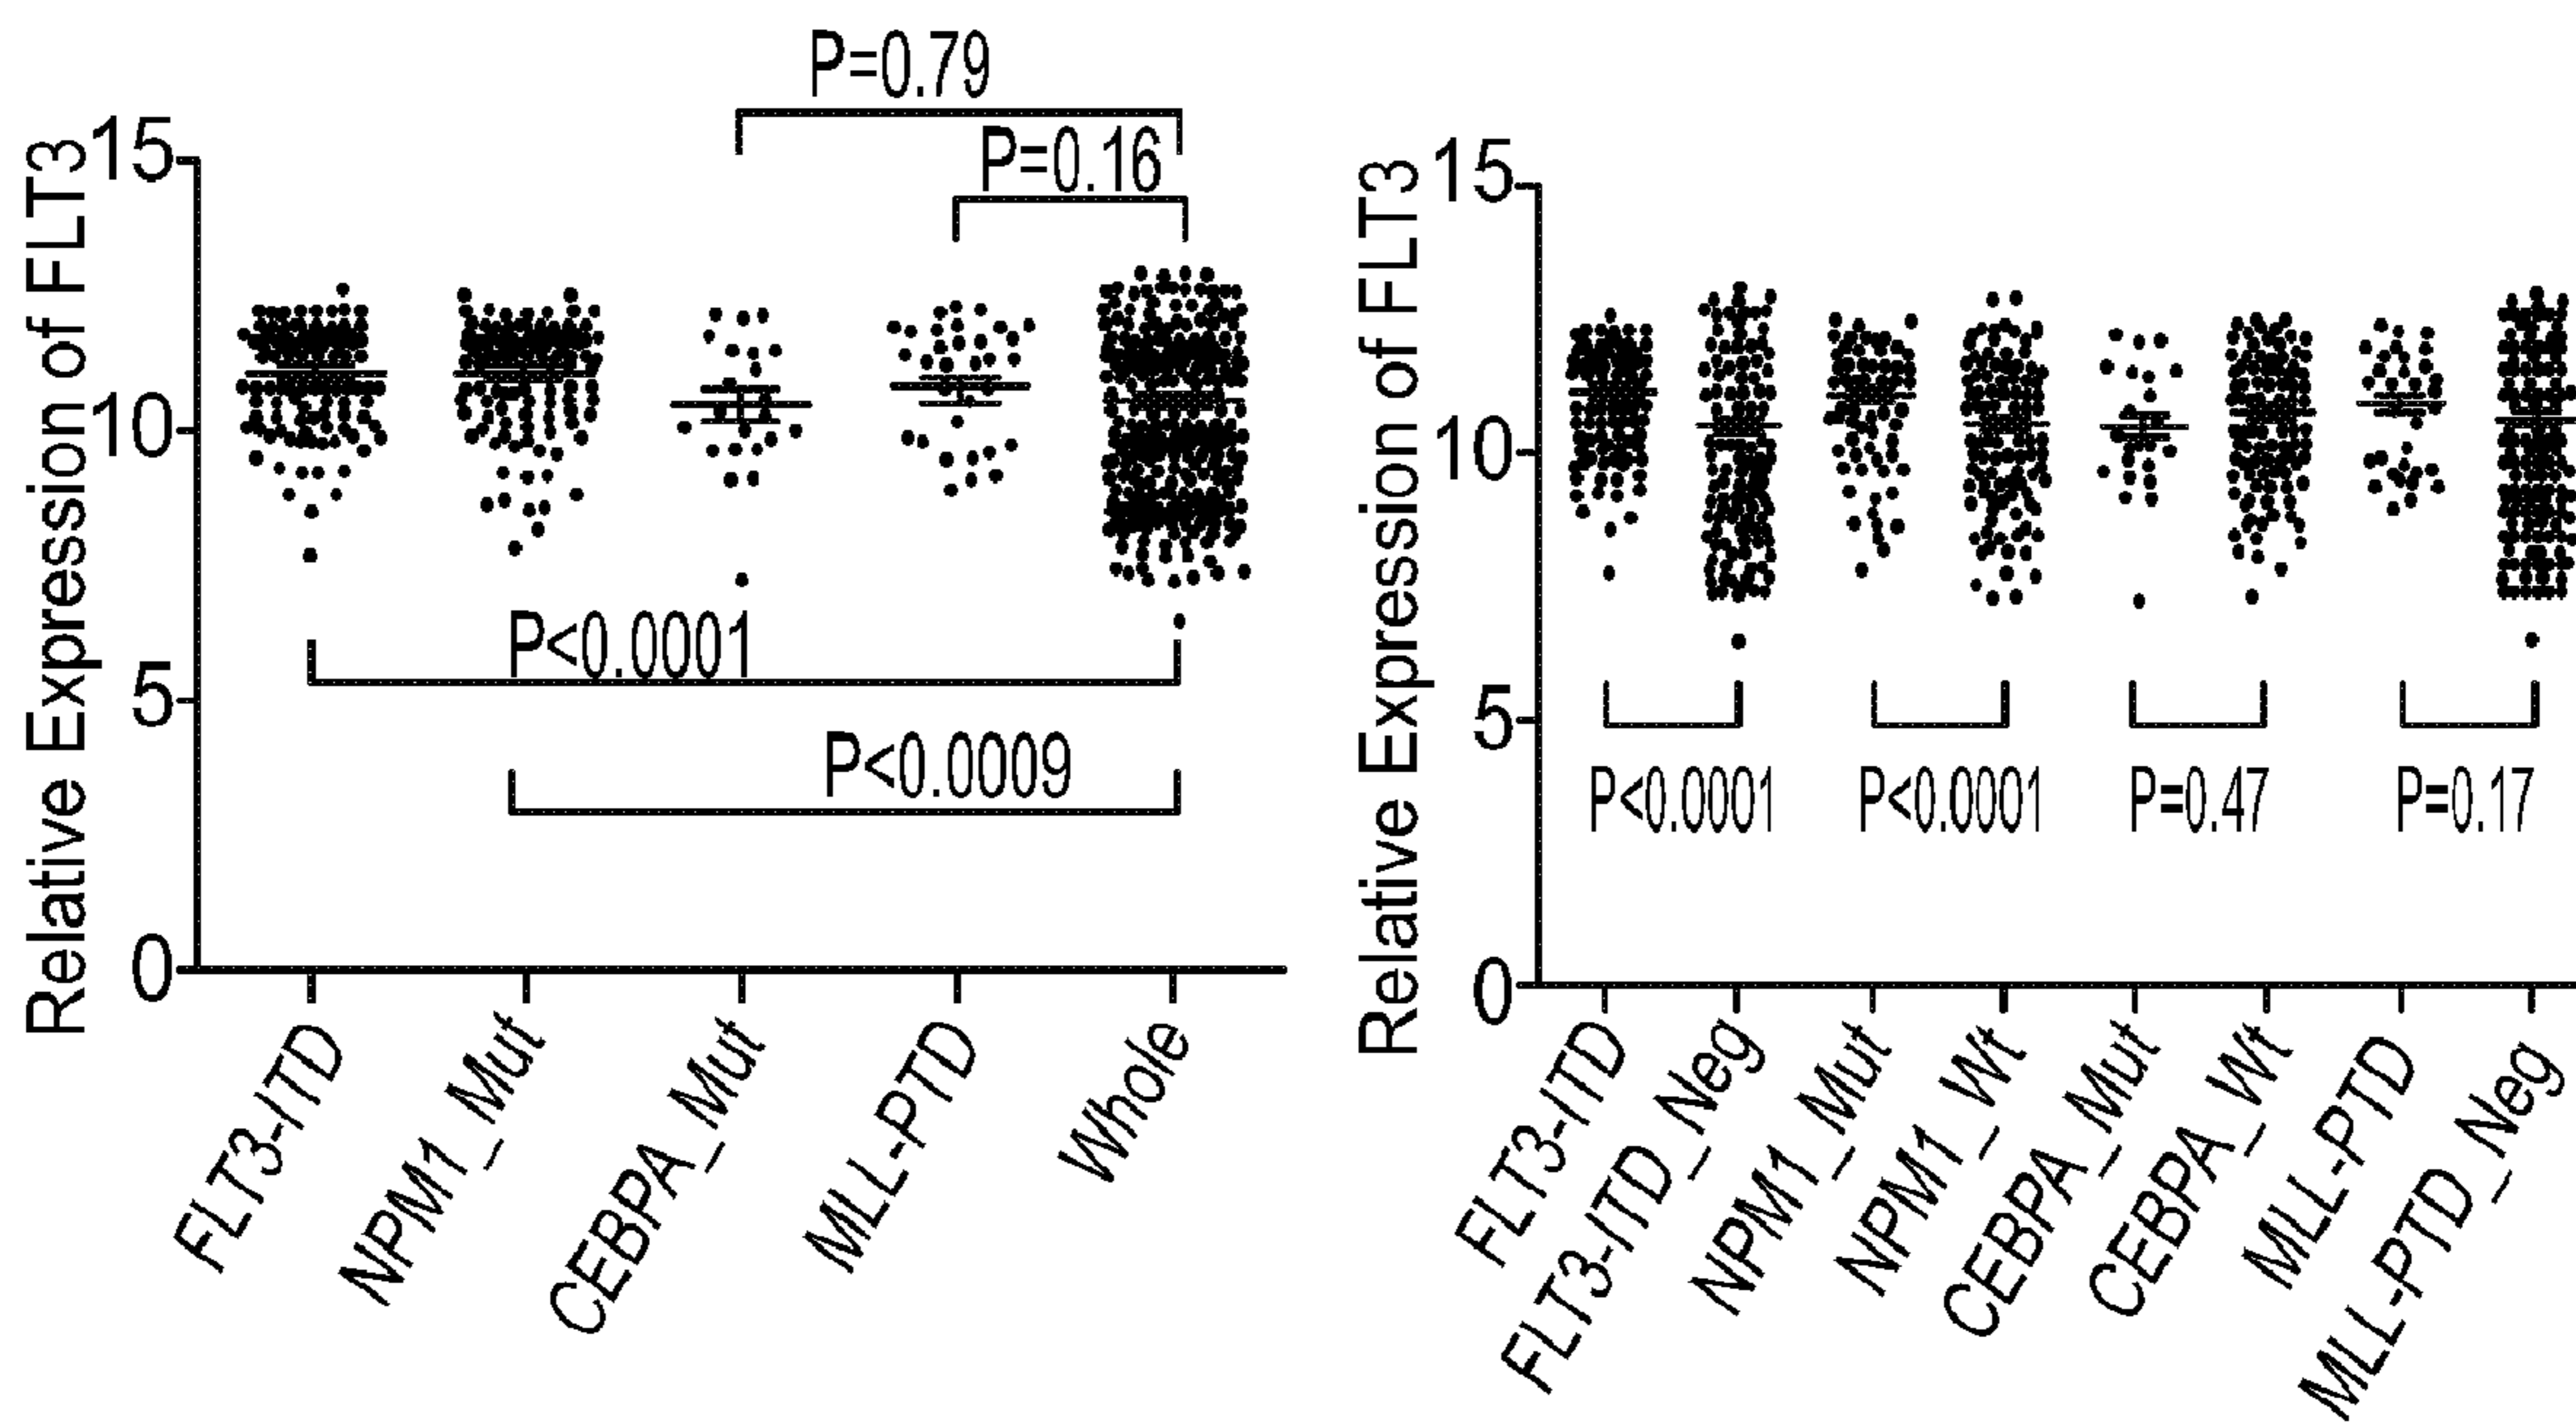 P=0.79
P=0.16
Relative Expression of FLT3
15
10
5
0
P<0.0001
P<0.0009
FLT3-ITD
NPM1_Mut
CEBPA_Mut
MLL-PTD
Whole
Relative Expression of FLT3
15
10
5
0
P<0.0001
P<0.0001
P=0.47
P=0.17
FLT3-ITD
FLT3-ITD_Neg
NPM1_Mut
NPM1_Wt
CEBPA_Mut
CEBPA_Wt
MLL-PTD
MLL-PTD_Neg